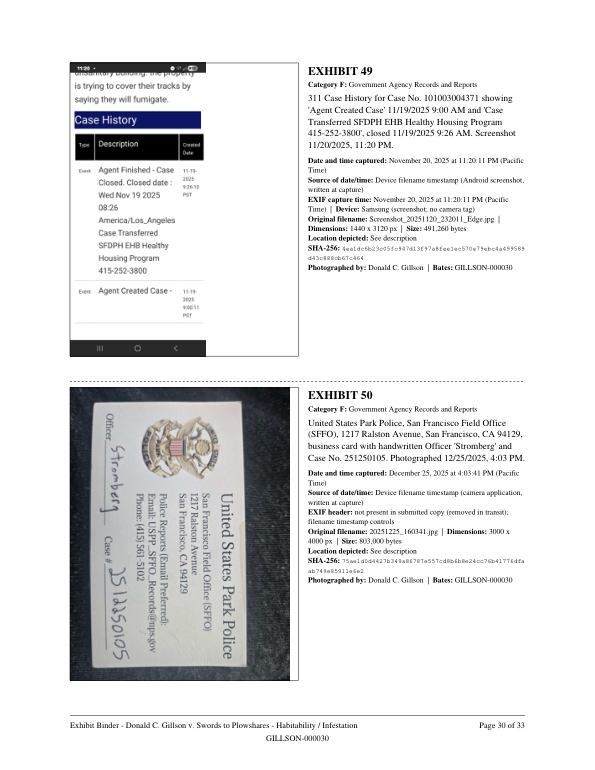 11:20
unsanitary building. the property
is trying to cover their tracks by
saying they will fumigate.
Case History
Type
Description
Created Date
Event
Agent Finished - Case
Closed. Closed date :
Wed Nov 19 2025
08:26
America/Los_Angeles
Case Transferred
SFDPH EHB Healthy
Housing Program
415-252-3800
11-19-
2025
9:26:10
PST
Event
Agent Created Case -
11-19-
2025
9:00:11
PST
EXHIBIT 49
Category F: Government Agency Records and Reports
311 Case History for Case No. 101003004371 showing
'Agent Created Case' 11/19/2025 9:00 AM and 'Case
Transferred SFDPH EHB Healthy Housing Program
415-252-3800', closed 11/19/2025 9:26 AM. Screenshot
11/20/2025, 11:20 PM.
Date and time captured: November 20, 2025 at 11:20:11 PM (Pacific
Time)
Source of date/time: Device filename timestamp (Android screenshot,
written at capture)
EXIF capture time: November 20, 2025 at 11:20:11 PM (Pacific
Time) | Device: Samsung (screenshot; no camera tag)
Original filename: Screenshot_20251120_232011_Edge.jpg |
Dimensions: 1440 x 3120 px | Size: 491,260 bytes
Location depicted: See description
SHA-256: 4ea1dc6b23c05fc947d13f97a8fee1ec570e79ebc4a499589
d43c888cb67c464
Photographed by: Donald C. Gillson | Bates: GILLSON-000030
United States Park Police
San Francisco Field Office (SFFO)
1217 Ralston Avenue
San Francisco, CA 94129
Police Reports (Email Preferred):
Email: USPP_SFFO_Records@nps.gov
Phone: (415) 561-5102
Officer Stromberg Case # 251250105
EXHIBIT 50
Category F: Government Agency Records and Reports
United States Park Police, San Francisco Field Office
(SFFO), 1217 Ralston Avenue, San Francisco, CA 94129,
business card with handwritten Officer 'Stromberg' and
Case No. 251250105. Photographed 12/25/2025, 4:03 PM.
Date and time captured: December 25, 2025 at 4:03:41 PM (Pacific
Time)
Source of date/time: Device filename timestamp (camera application,
written at capture)
EXIF header: not present in submitted copy (removed in transit);
filename timestamp controls
Original filename: 20251225_160341.jpg | Dimensions: 3000 x
4000 px | Size: 803,000 bytes
Location depicted: See description
SHA-256: 75ae1d0d4427b349a86787e557cd8b6b8e24cc76b41776dfa
ab749e85911e6e2
Photographed by: Donald C. Gillson | Bates: GILLSON-000030
Exhibit Binder - Donald C. Gillson v. Swords to Plowshares - Habitability / Infestation
Page 30 of 33
GILLSON-000030